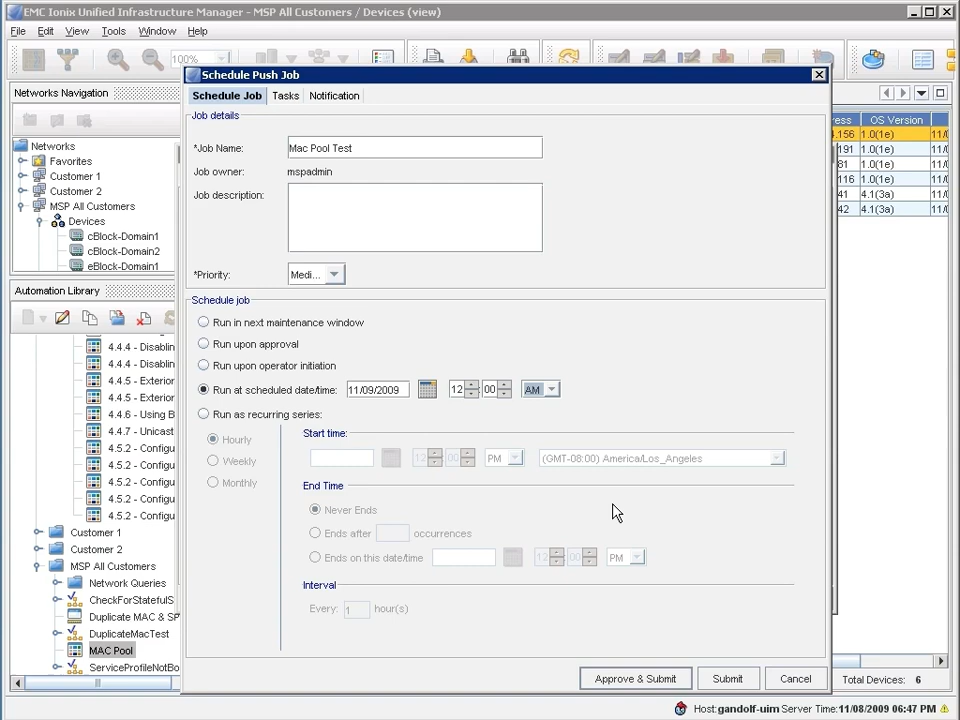 EMC Ionix Unified Infrastructure Manager - MSP All Customers / Devices (view)
File Edit View Tools Window Help
100%
Schedule Push Job
Networks Navigation
Schedule Job Tasks Notification
Job details
OS Version
*Job Name: Mac Pool Test
Job owner: mspadmin
Job description:
*Priority: Medi...
Networks
Favorites
Customer 1
Customer 2
MSP All Customers
Devices
cBlock-Domain1
cBlock-Domain2
eBlock-Domain1
.156 1.0(1e) 11/0
191 1.0(1e) 11/0
81 1.0(1e) 11/0
116 1.0(1e) 11/0
41 4.1(3a) 11/0
42 4.1(3a) 11/0
Automation Library
4.4.4 - Disablin
4.4.4 - Disablin
4.4.5 - Exterior
4.4.5 - Exterior
4.4.6 - Using B
4.4.7 - Unicast
4.5.2 - Configu
4.5.2 - Configu
4.5.2 - Configu
4.5.2 - Configu
4.5.2 - Configu
Customer 1
Customer 2
MSP All Customers
Network Queries
CheckForStatefulS
Duplicate MAC & SP
DuplicateMacTest
MAC Pool
ServiceProfileNotBo
Schedule job
Run in next maintenance window
Run upon approval
Run upon operator initiation
Run at scheduled date/time: 11/09/2009 12 : 00 AM
Run as recurring series:
Hourly
Weekly
Monthly
Start time:
12 : 00 PM (GMT-08:00) America/Los_Angeles
End Time
Never Ends
Ends after occurrences
Ends on this date/time 12 : 00 PM
Interval
Every: 1 hour(s)
Approve & Submit Submit Cancel
Total Devices: 6
Host:gandolf-uim Server Time:11/08/2009 06:47 PM